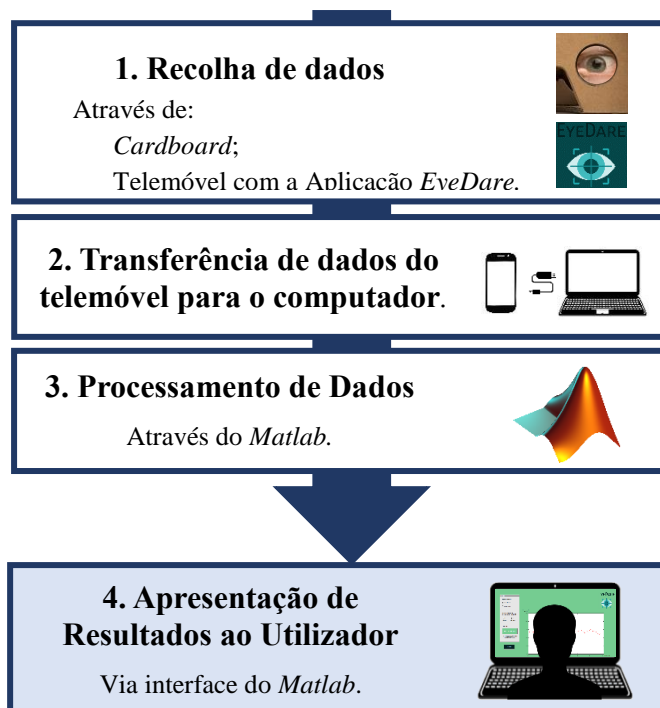 1. Recolha de dados
Através de:
Cardboard;
Telemóvel com a Aplicação EyeDare.
EYEDARE
2. Transferência de dados do
telemóvel para o computador.
3. Processamento de Dados
Através do Matlab.
4. Apresentação de
Resultados ao Utilizador
Via interface do Matlab.